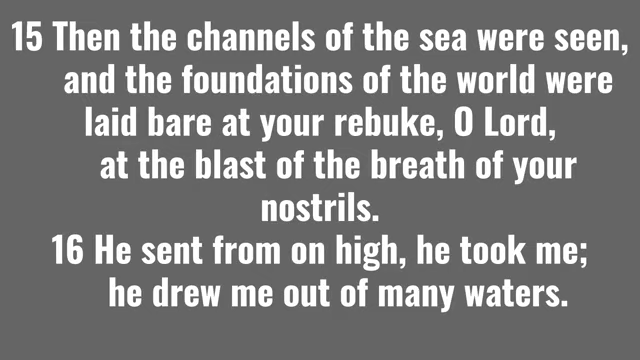 15 Then the channels of the sea were seen,
and the foundations of the world were
laid bare at your rebuke, O Lord,
at the blast of the breath of your
nostrils.
16 He sent from on high, he took me;
he drew me out of many waters.